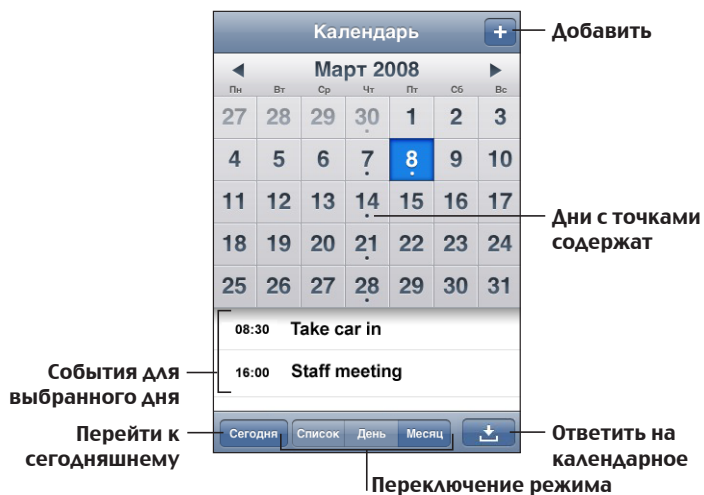 Календарь
+
Добавить
Март 2008
Пн Вт Ср Чт Пт Сб Вс
27 28 29 30 1 2 3
4 5 6 7 8 9 10
11 12 13 14 15 16 17
Дни с точками
содержат
18 19 20 21 22 23 24
25 26 27 28 29 30 31
08:30 Take car in
16:00 Staff meeting
События для
выбранного дня
Перейти к
сегодняшнему
Сегодня Список День Месяц
Ответить на
календарное
Переключение режима